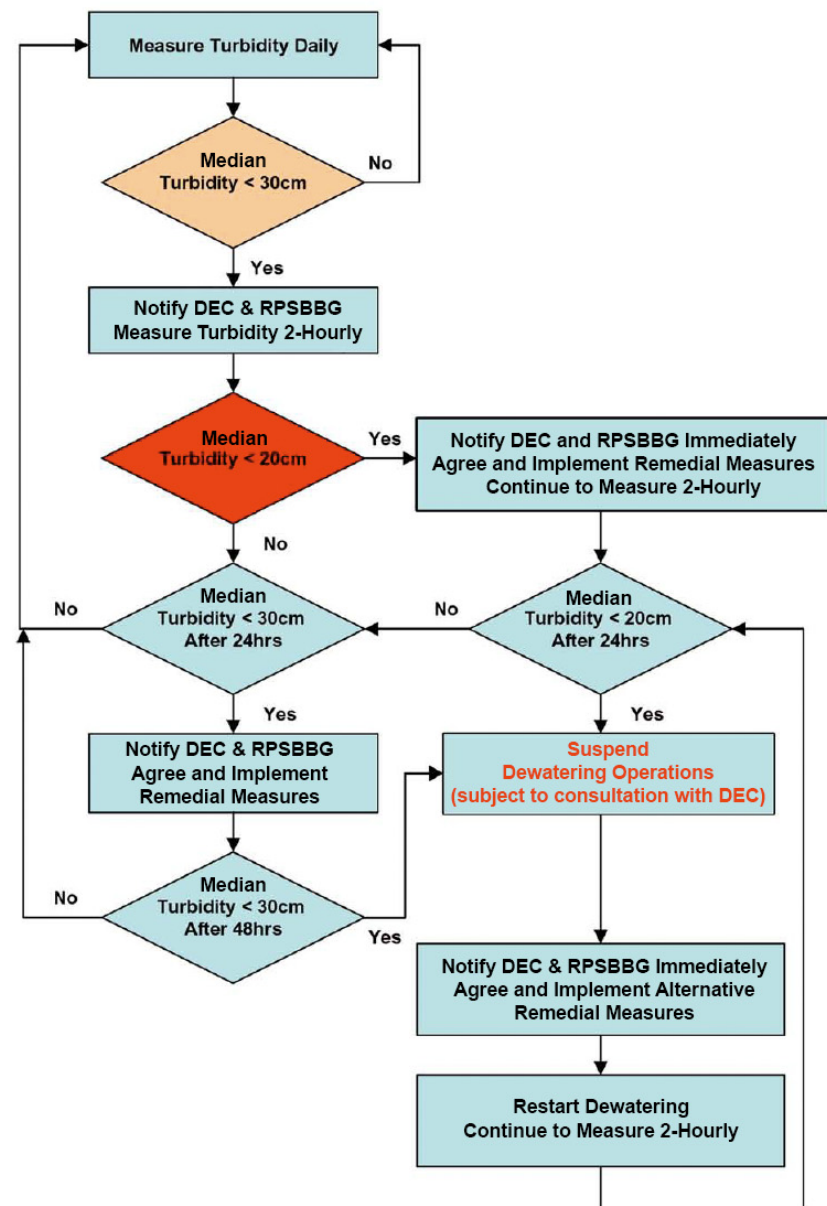 Measure Turbidity Daily
Median
Turbidity < 30cm
No
Yes
Notify DEC & RPSBBG
Measure Turbidity 2-Hourly
Median
Turbidity < 20cm
Yes
Notify DEC and RPSBBG Immediately
Agree and Implement Remedial Measures
Continue to Measure 2-Hourly
No
No
Median
Turbidity < 30cm
After 24hrs
No
Median
Turbidity < 20cm
After 24hrs
Yes
Yes
Notify DEC & RPSBBG
Agree and Implement
Remedial Measures
Suspend
Dewatering Operations
(subject to consultation with DEC)
No
Median
Turbidity < 30cm
After 48hrs
Yes
Notify DEC & RPSBBG Immediately
Agree and Implement Alternative
Remedial Measures
Restart Dewatering
Continue to Measure 2-Hourly